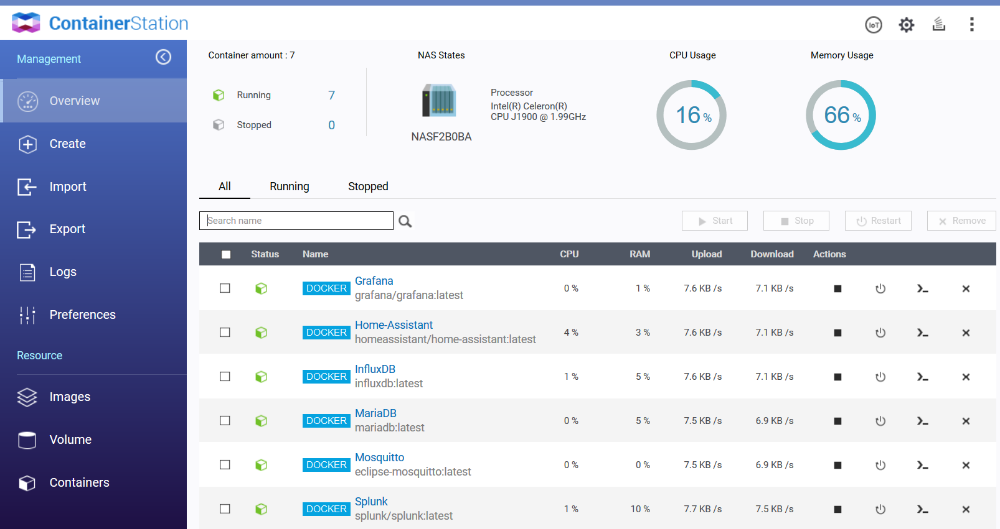 ContainerStation
IoT
Management
Overview
Create
Import
Export
Logs
Preferences
Resource
Images
Volume
Containers
Container amount : 7
Running 7
Stopped 0
NAS States
NASF2B0BA
Processor
Intel(R) Celeron(R)
CPU J1900 @ 1.99GHz
CPU Usage
16 %
Memory Usage
66 %
All Running Stopped
Search name
Start Stop Restart Remove
Status Name CPU RAM Upload Download Actions
DOCKER Grafana
grafana/grafana:latest
0 % 1 % 7.6 KB /s 7.1 KB /s
DOCKER Home-Assistant
homeassistant/home-assistant:latest
4 % 3 % 7.6 KB /s 7.1 KB /s
DOCKER InfluxDB
influxdb:latest
1 % 5 % 7.6 KB /s 7.1 KB /s
DOCKER MariaDB
mariadb:latest
0 % 5 % 7.5 KB /s 6.9 KB /s
DOCKER Mosquitto
eclipse-mosquitto:latest
0 % 0 % 7.5 KB /s 6.9 KB /s
DOCKER Splunk
splunk/splunk:latest
1 % 10 % 7.7 KB /s 7.5 KB /s